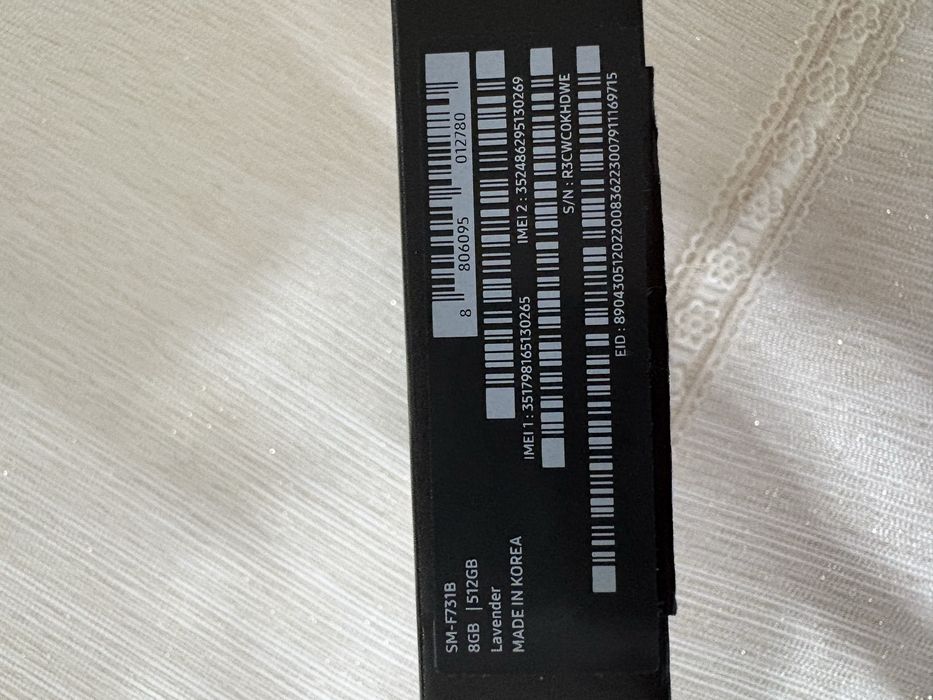 SM-F731B
8GB | 512GB
Lavender
MADE IN KOREA
8 806095 012780
IMEI 1 : 351798165130265
IMEI 2 : 352486295130269
S/N : R3CWC0KHDWE
EID : 89043051202200836223007911169715